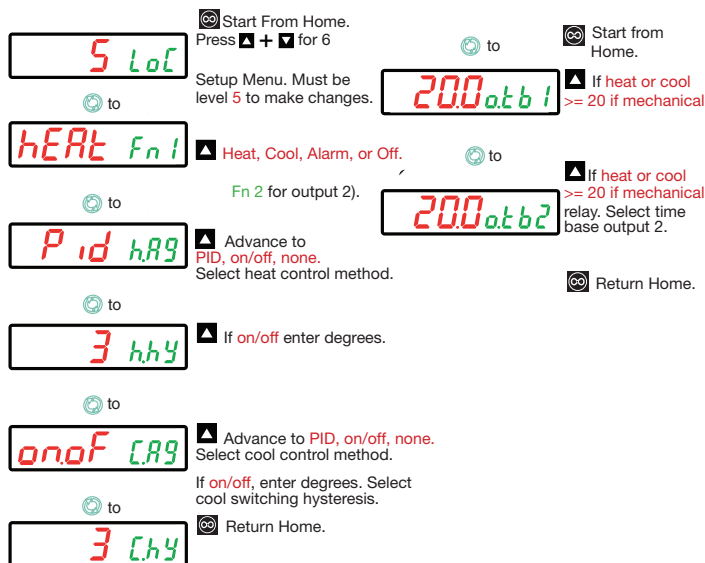 Start From Home.
Press + for 6
5 LoC
Setup Menu. Must be
level 5 to make changes.
to
hEAt Fn 1
Heat, Cool, Alarm, or Off.
Fn 2 for output 2).
to
Pid h.Ag
Advance to
PID, on/off, none.
Select heat control method.
to
3 h.hy
If on/off enter degrees.
to
on.oF C.Ag
Advance to PID, on/off, none.
Select cool control method.
If on/off, enter degrees. Select
cool switching hysteresis.
to
3 C.hy
Return Home.
to
Start from
Home.
20.0 o.tb 1
If heat or cool
>= 20 if mechanical
to
20.0 o.tb2
If heat or cool
>= 20 if mechanical
relay. Select time
base output 2.
Return Home.